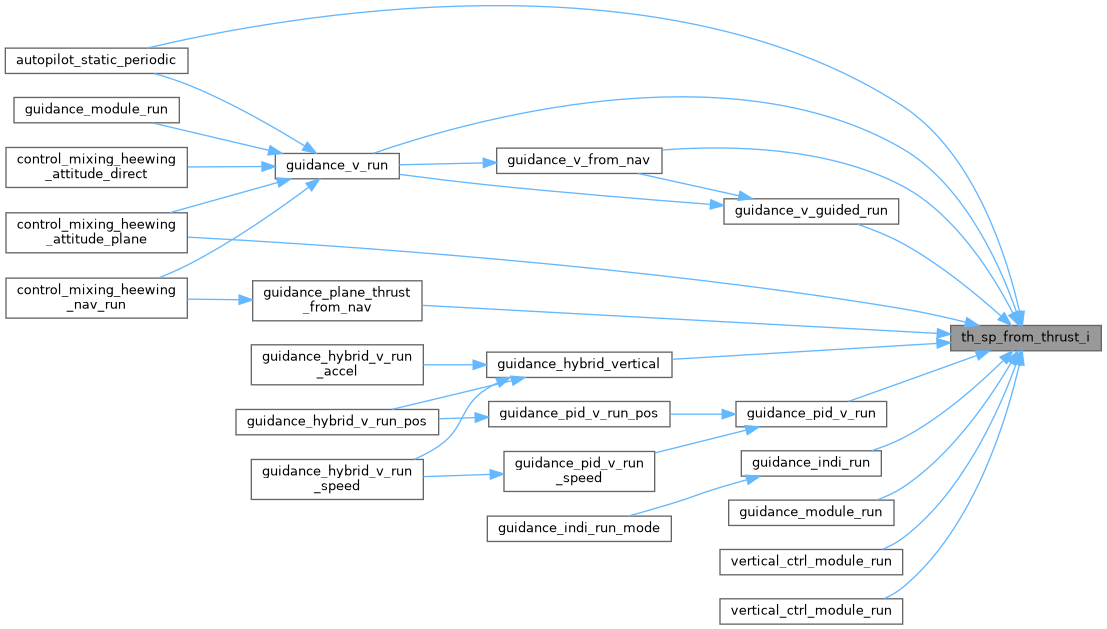 autopilot_static_periodic
guidance_module_run
control_mixing_heewing
_attitude_direct
control_mixing_heewing
_attitude_plane
control_mixing_heewing
_nav_run
guidance_v_run
guidance_plane_thrust
_from_nav
guidance_hybrid_v_run
_accel
guidance_hybrid_v_run_pos
guidance_hybrid_v_run
_speed
guidance_v_from_nav
guidance_v_guided_run
guidance_hybrid_vertical
guidance_pid_v_run_pos
guidance_pid_v_run
guidance_pid_v_run
_speed
guidance_indi_run
guidance_indi_run_mode
guidance_module_run
vertical_ctrl_module_run
vertical_ctrl_module_run
th_sp_from_thrust_i